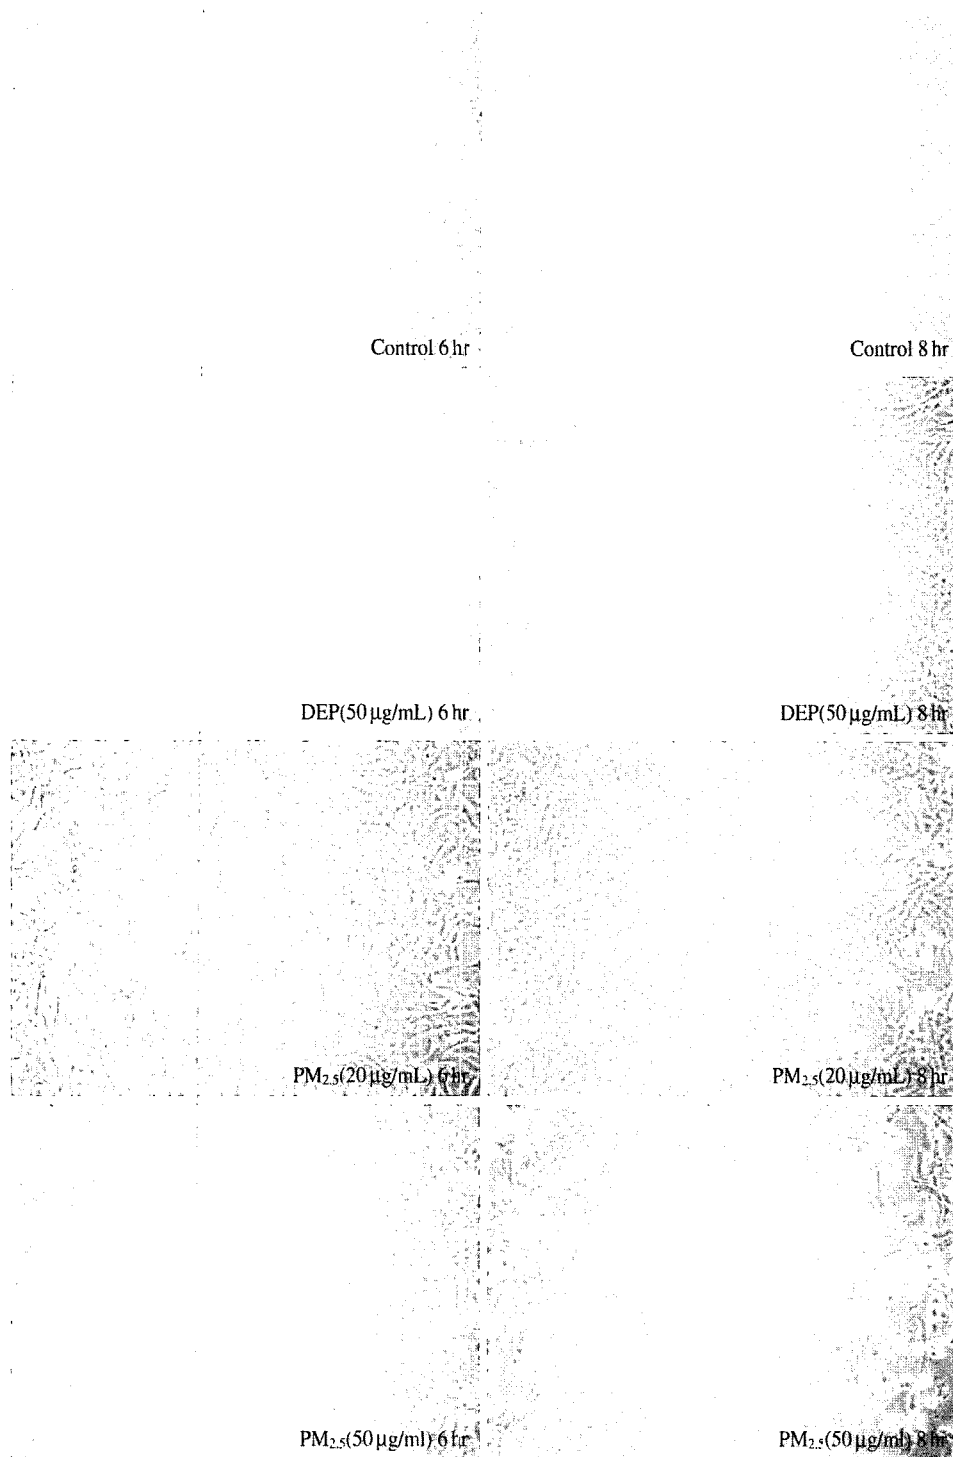 Control 6 hr
Control 8 hr
DEP(50 μg/mL) 6 hr
DEP(50 μg/mL) 8 hr
PM2.5(20 μg/mL) 6 hr
PM2.5(20 μg/mL) 8 hr
PM2.5(50 μg/ml) 6 hr
PM2.5(50 μg/ml) 8 hr